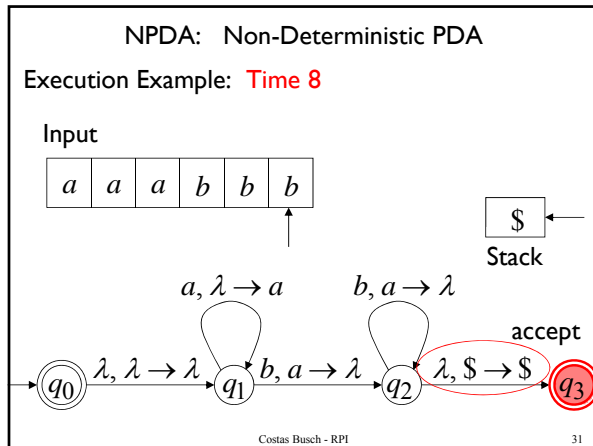 NPDA: Non-Deterministic PDA
Execution Example: Time 8
Input
a a a b b b
$
Stack
a, λ → a b, a → λ
accept
q0 λ, λ → λ q1 b, a → λ q2 λ, $ → $ q3
Costas Busch - RPI 31